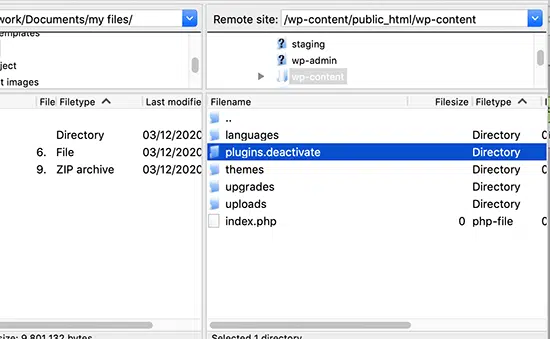 work/Documents/my files/
Remote site: /wp-content/public_html/wp-content
templates
ject
t images
staging
wp-admin
wp-content
File Filetype Last modifie
Directory 03/12/2020
6. File 03/12/2020
9. ZIP archive 03/12/2020
Filename Filesize Filetype
..
languages Directory
plugins.deactivate Directory
themes Directory
upgrades Directory
uploads Directory
index.php 0 php-file
size: 9,801,132 bytes
Selected 1 directory.